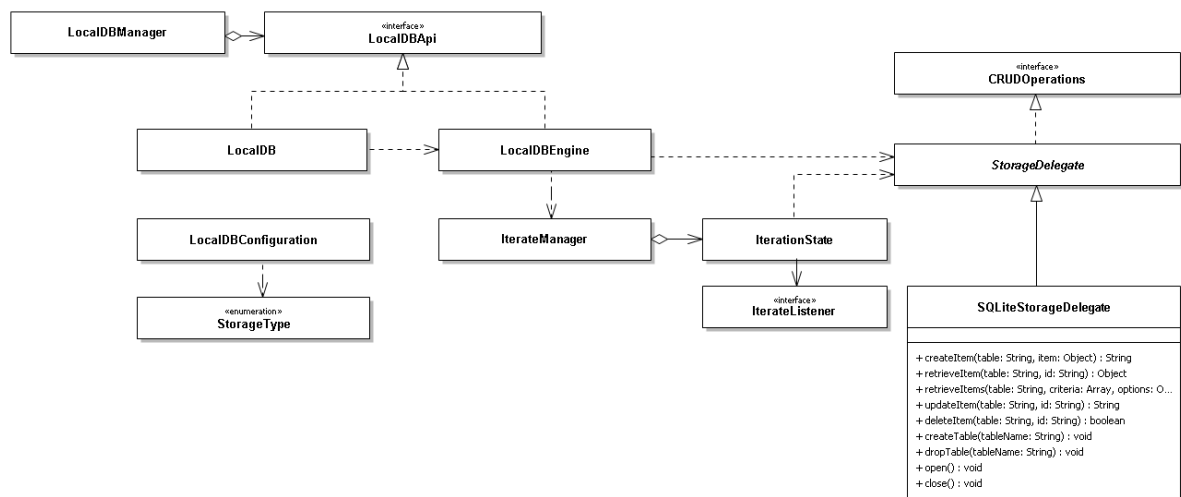 LocalDBManager
«interface»
LocalDBApi
«interface»
CRUDOperations
LocalDB
LocalDBEngine
StorageDelegate
LocalDBConfiguration
IterateManager
IterationState
«enumeration»
StorageType
«interface»
IterateListener
SQLiteStorageDelegate
+ createItem(table: String, item: Object) : String
+ retrieveItem(table: String, id: String) : Object
+ retrieveItems(table: String, criteria: Array, options: O...
+ updateItem(table: String, id: String) : String
+ deleteItem(table: String, id: String) : boolean
+ createTable(tableName: String) : void
+ dropTable(tableName: String) : void
+ open() : void
+ close() : void